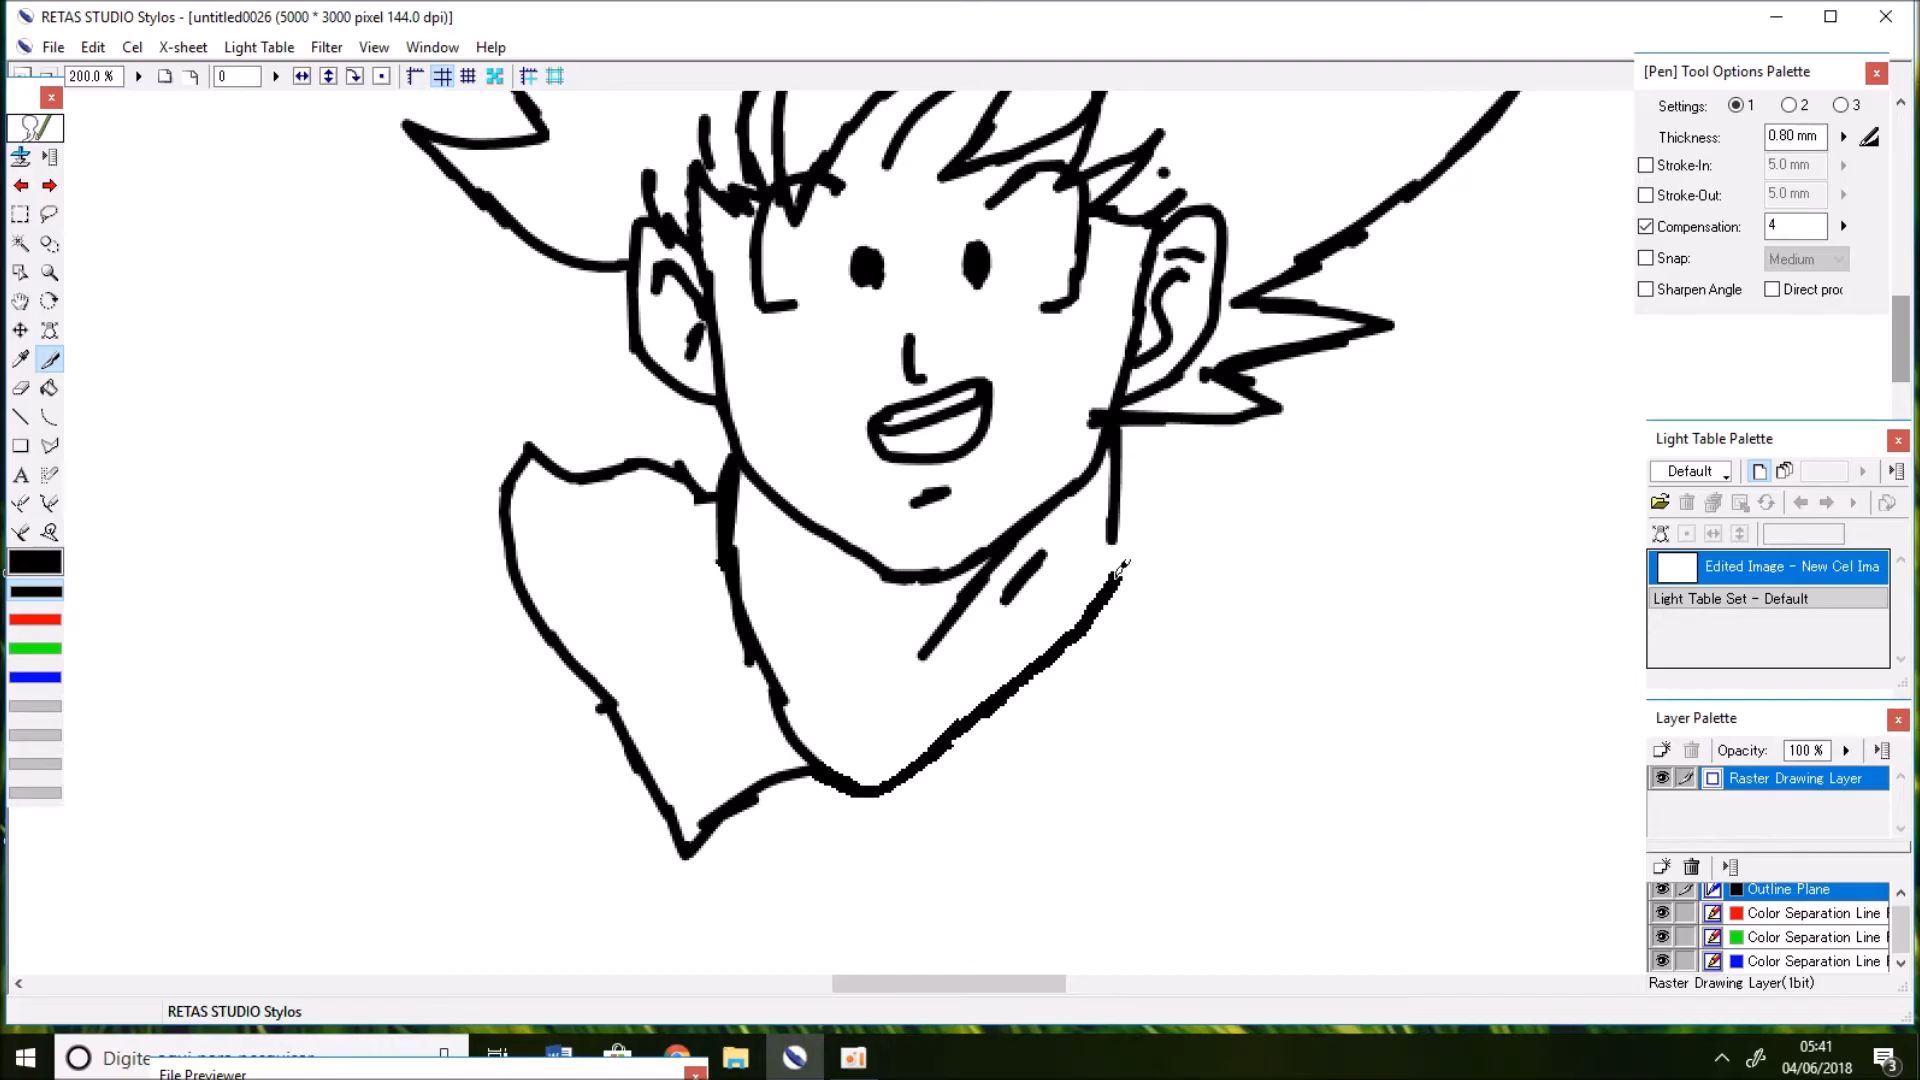 RETAS STUDIO Stylos - [untitled0026 (5000 * 3000 pixel 144.0 dpi)]
File Edit Cel X-sheet Light Table Filter View Window Help
200.0 % 0
[Pen] Tool Options Palette
Settings: 1 2 3
Thickness: 0.80 mm
Stroke-In: 5.0 mm
Stroke-Out: 5.0 mm
Compensation: 4
Snap: Medium
Sharpen Angle Direct proc
Light Table Palette
Default
Edited Image - New Cel Ima
Light Table Set - Default
Layer Palette
Opacity: 100 %
Raster Drawing Layer
Outline Plane
Color Separation Line
Color Separation Line
Color Separation Line
Raster Drawing Layer(1bit)
A
RETAS STUDIO Stylos
Digite aqui para pesquisar
File Previewer
05:41
04/06/2018
3